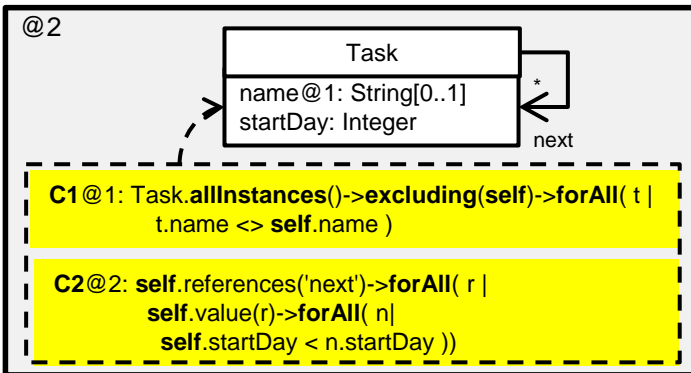 @2
Task
name@1: String[0..1]
startDay: Integer
*
next
C1@1: Task.allInstances()->excluding(self)->forAll( t |
t.name <> self.name )
C2@2: self.references('next')->forAll( r |
self.value(r)->forAll( n|
self.startDay < n.startDay ))